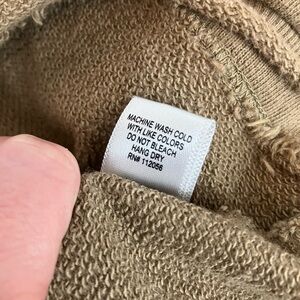 MACHINE WASH COLD
WITH LIKE COLORS
DO NOT BLEACH
HANG DRY
RN# 112056